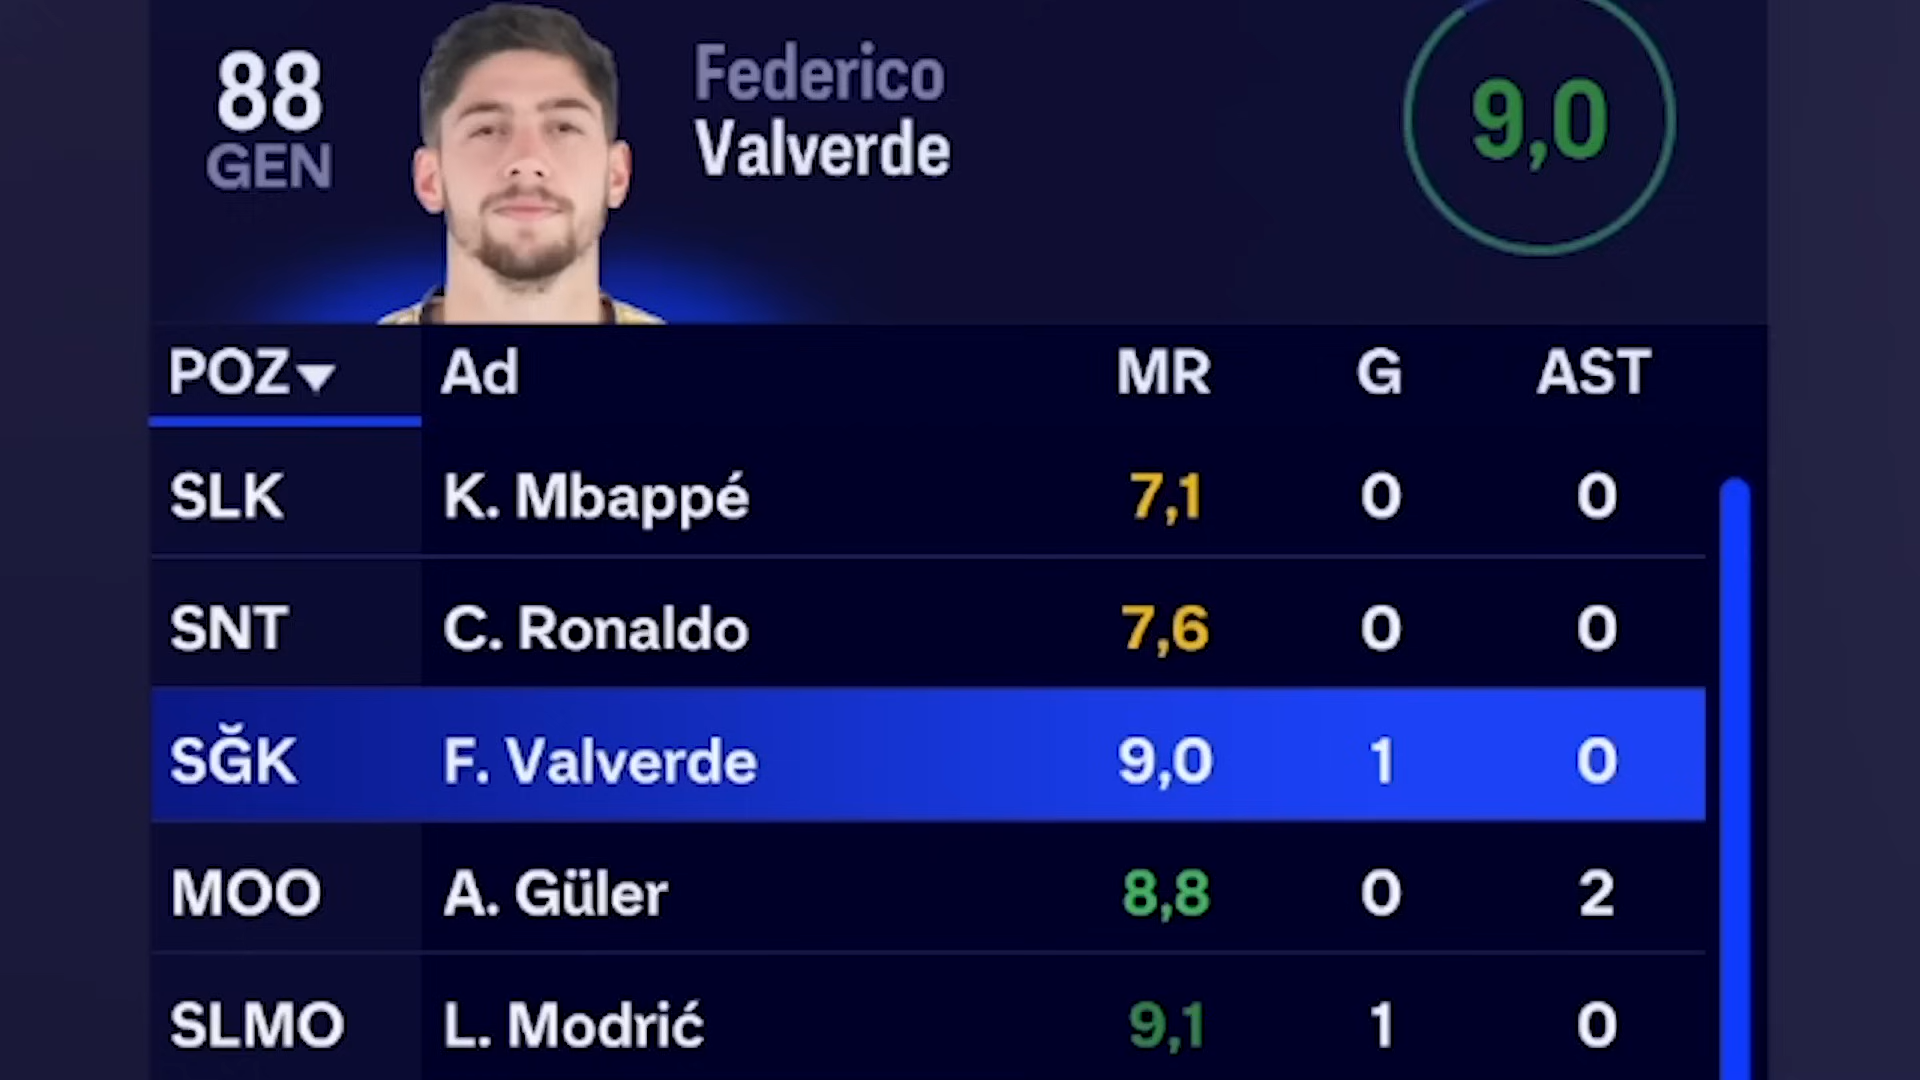 88
GEN
Federico
Valverde
9,0
POZ Ad MR G AST
SLK K. Mbappé 7,1 0 0
SNT C. Ronaldo 7,6 0 0
SĞK F. Valverde 9,0 1 0
MOO A. Güler 8,8 0 2
SLMO L. Modrić 9,1 1 0